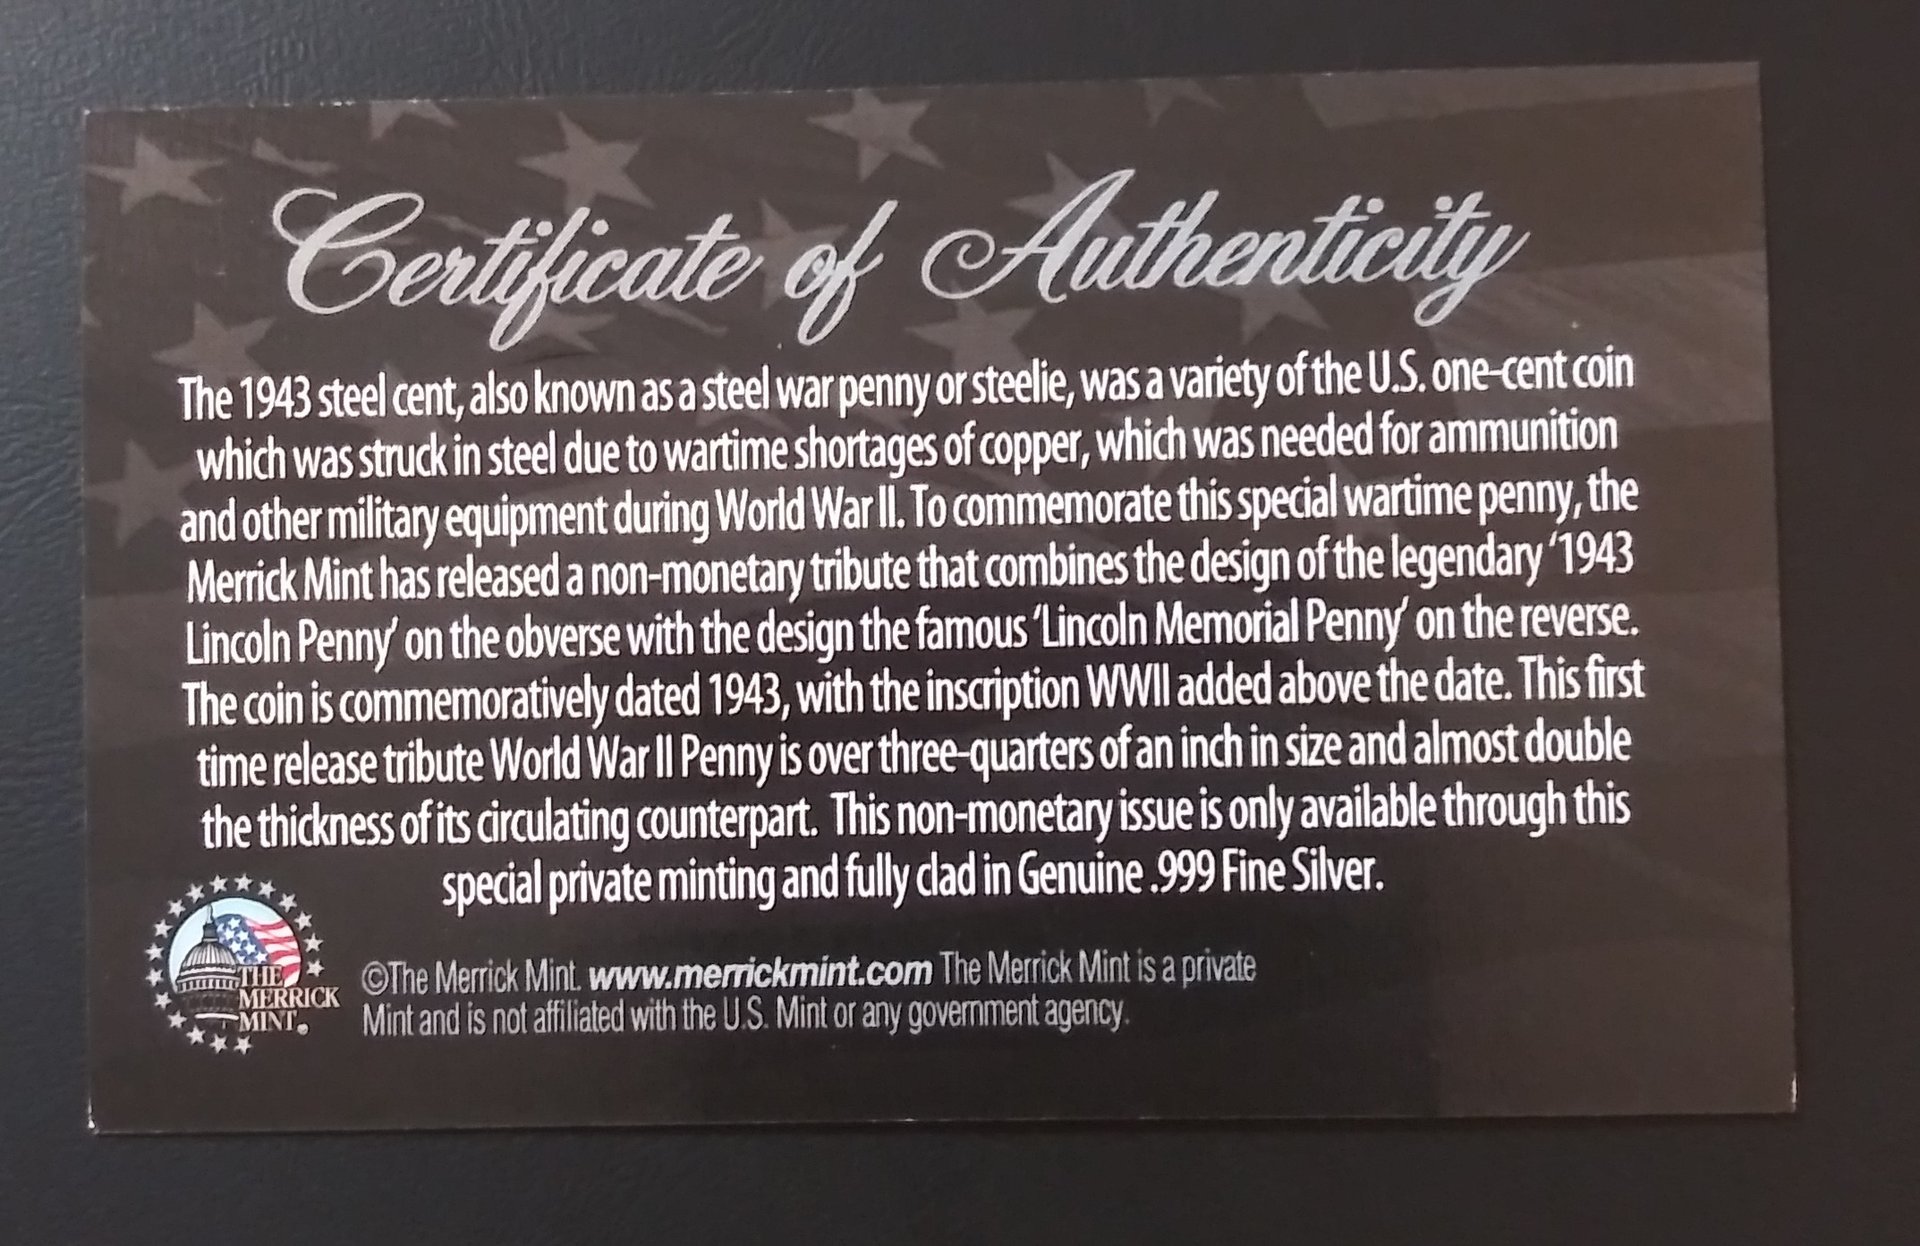 Certificate of Authenticity
The 1943 steel cent, also known as a steel war penny or steelie, was a variety of the U.S. one-cent coin
which was struck in steel due to wartime shortages of copper, which was needed for ammunition
and other military equipment during World War II. To commemorate this special wartime penny, the
Merrick Mint has released a non-monetary tribute that combines the design of the legendary '1943
Lincoln Penny' on the obverse with the design the famous 'Lincoln Memorial Penny' on the reverse.
The coin is commemoratively dated 1943, with the inscription WWII added above the date. This first
time release tribute World War II Penny is over three-quarters of an inch in size and almost double
the thickness of its circulating counterpart. This non-monetary issue is only available through this
special private minting and fully clad in Genuine .999 Fine Silver.
THE
MERRICK
MINT®
©The Merrick Mint. www.merrickmint.com The Merrick Mint is a private
Mint and is not affiliated with the U.S. Mint or any government agency.